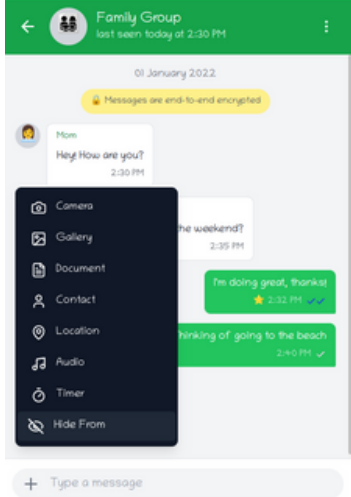 Family Group
last seen today at 2:30 PM
01 January 2022
Messages are end-to-end encrypted
Mom
Hey! How are you?
2:30 PM
Camera
Gallery
Document
Contact
Location
Audio
Timer
Hide From
the weekend?
2:35 PM
I'm doing great, thanks!
2:32 PM
hinking of going to the beach
2:40 PM
Type a message